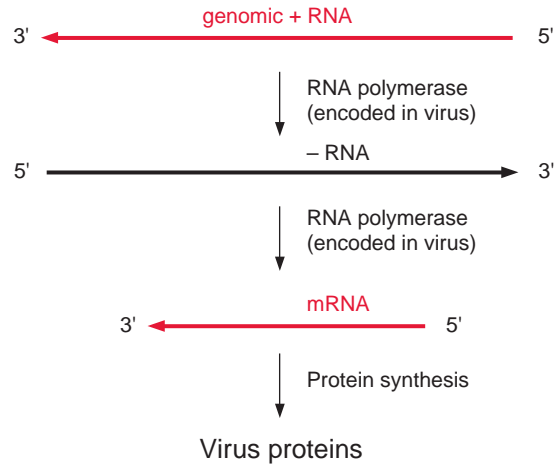 genomic + RNA
3' 5'
RNA polymerase
(encoded in virus)
– RNA
5' 3'
RNA polymerase
(encoded in virus)
mRNA
3' 5'
Protein synthesis
Virus proteins